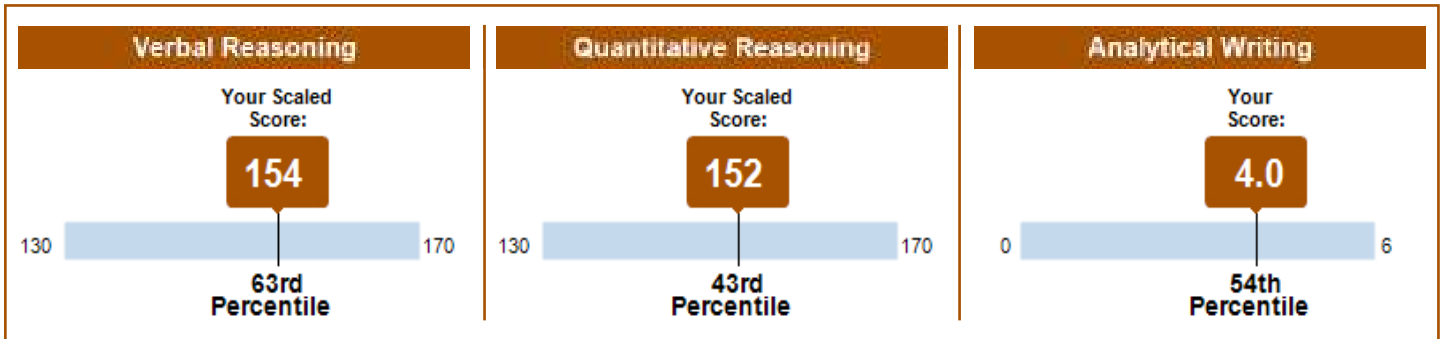 Verbal Reasoning
Your Scaled
Score:
154
130
170
63rd
Percentile
Quantitative Reasoning
Your Scaled
Score:
152
130
170
43rd
Percentile
Analytical Writing
Your
Score:
4.0
0
6
54th
Percentile